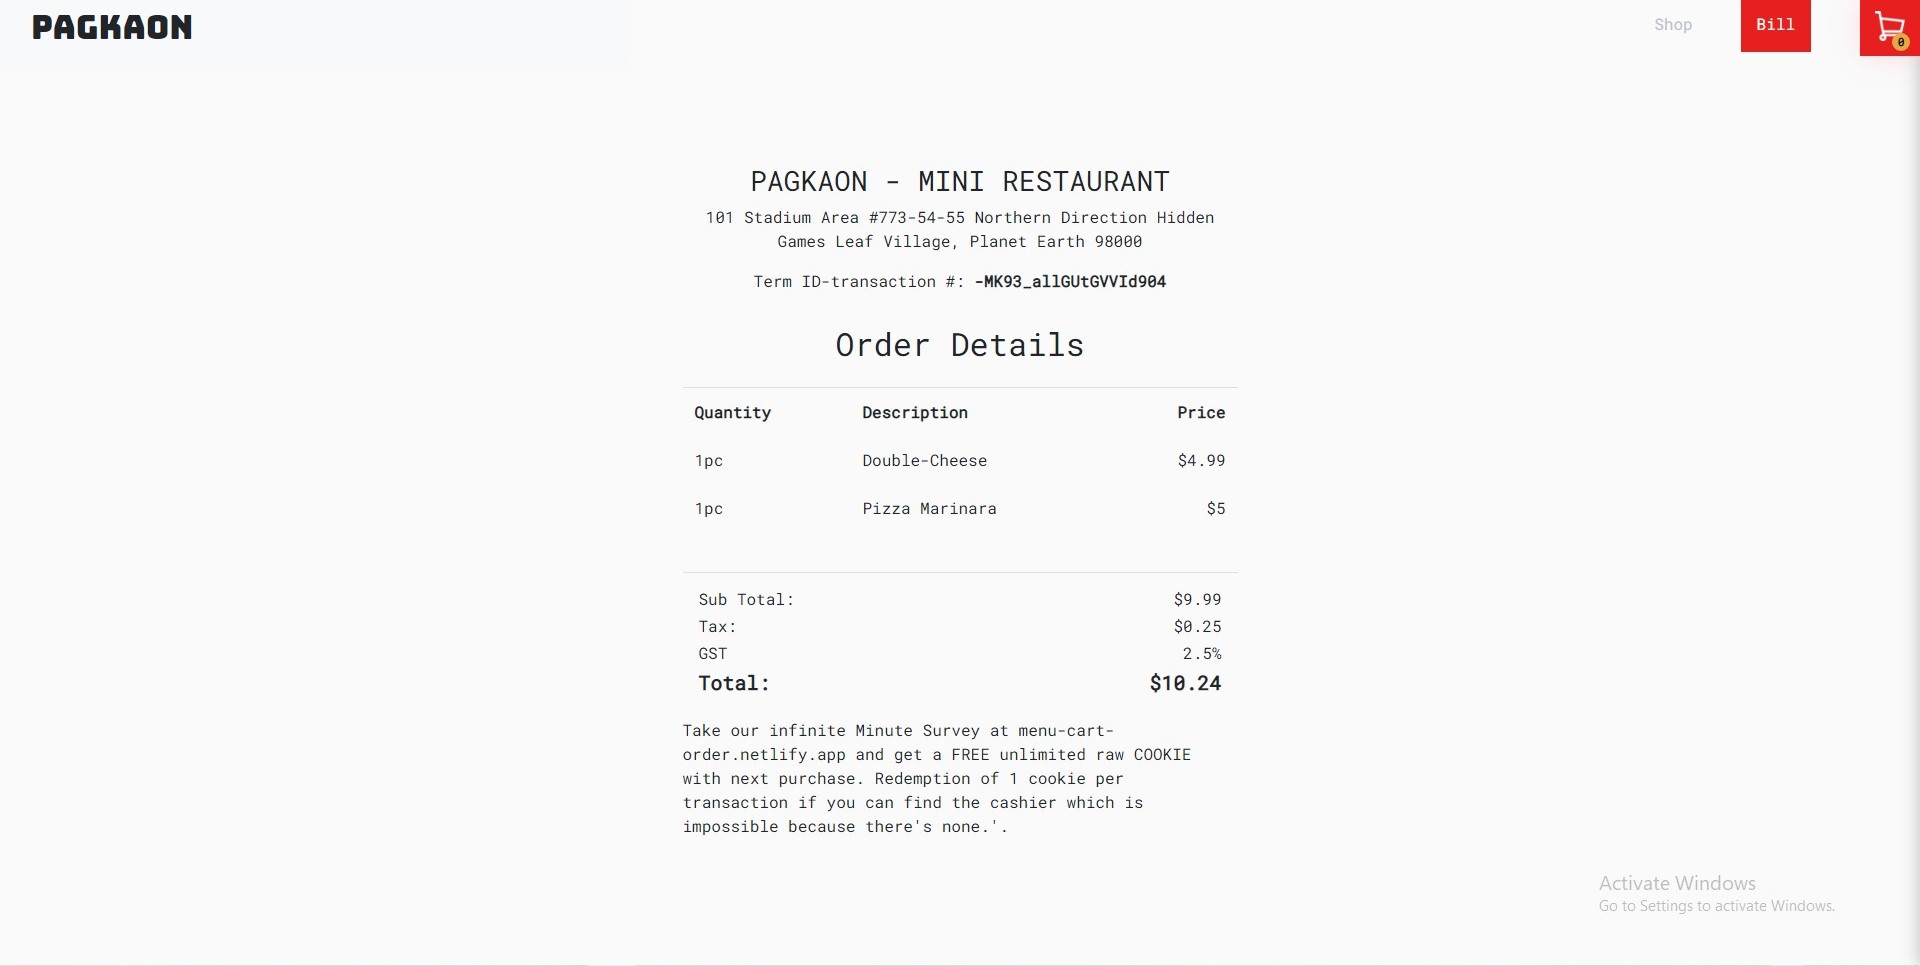 PAGKAON
Shop
Bill
0
PAGKAON - MINI RESTAURANT
101 Stadium Area #773-54-55 Northern Direction Hidden
Games Leaf Village, Planet Earth 98000
Term ID-transaction #: -MK93_allGUtGVVId904
Order Details
Quantity Description Price
1pc Double-Cheese $4.99
1pc Pizza Marinara $5
Sub Total: $9.99
Tax: $0.25
GST 2.5%
Total: $10.24
Take our infinite Minute Survey at menu-cart-
order.netlify.app and get a FREE unlimited raw COOKIE
with next purchase. Redemption of 1 cookie per
transaction if you can find the cashier which is
impossible because there's none.'.
Activate Windows
Go to Settings to activate Windows.